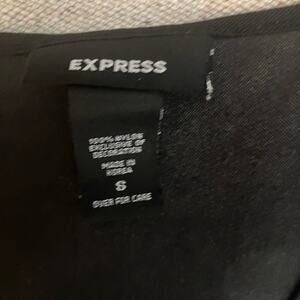 EXPRESS
100% NYLON
EXCLUSIVE OF
DECORATION
MADE IN
KOREA
S
OVER FOR CARE